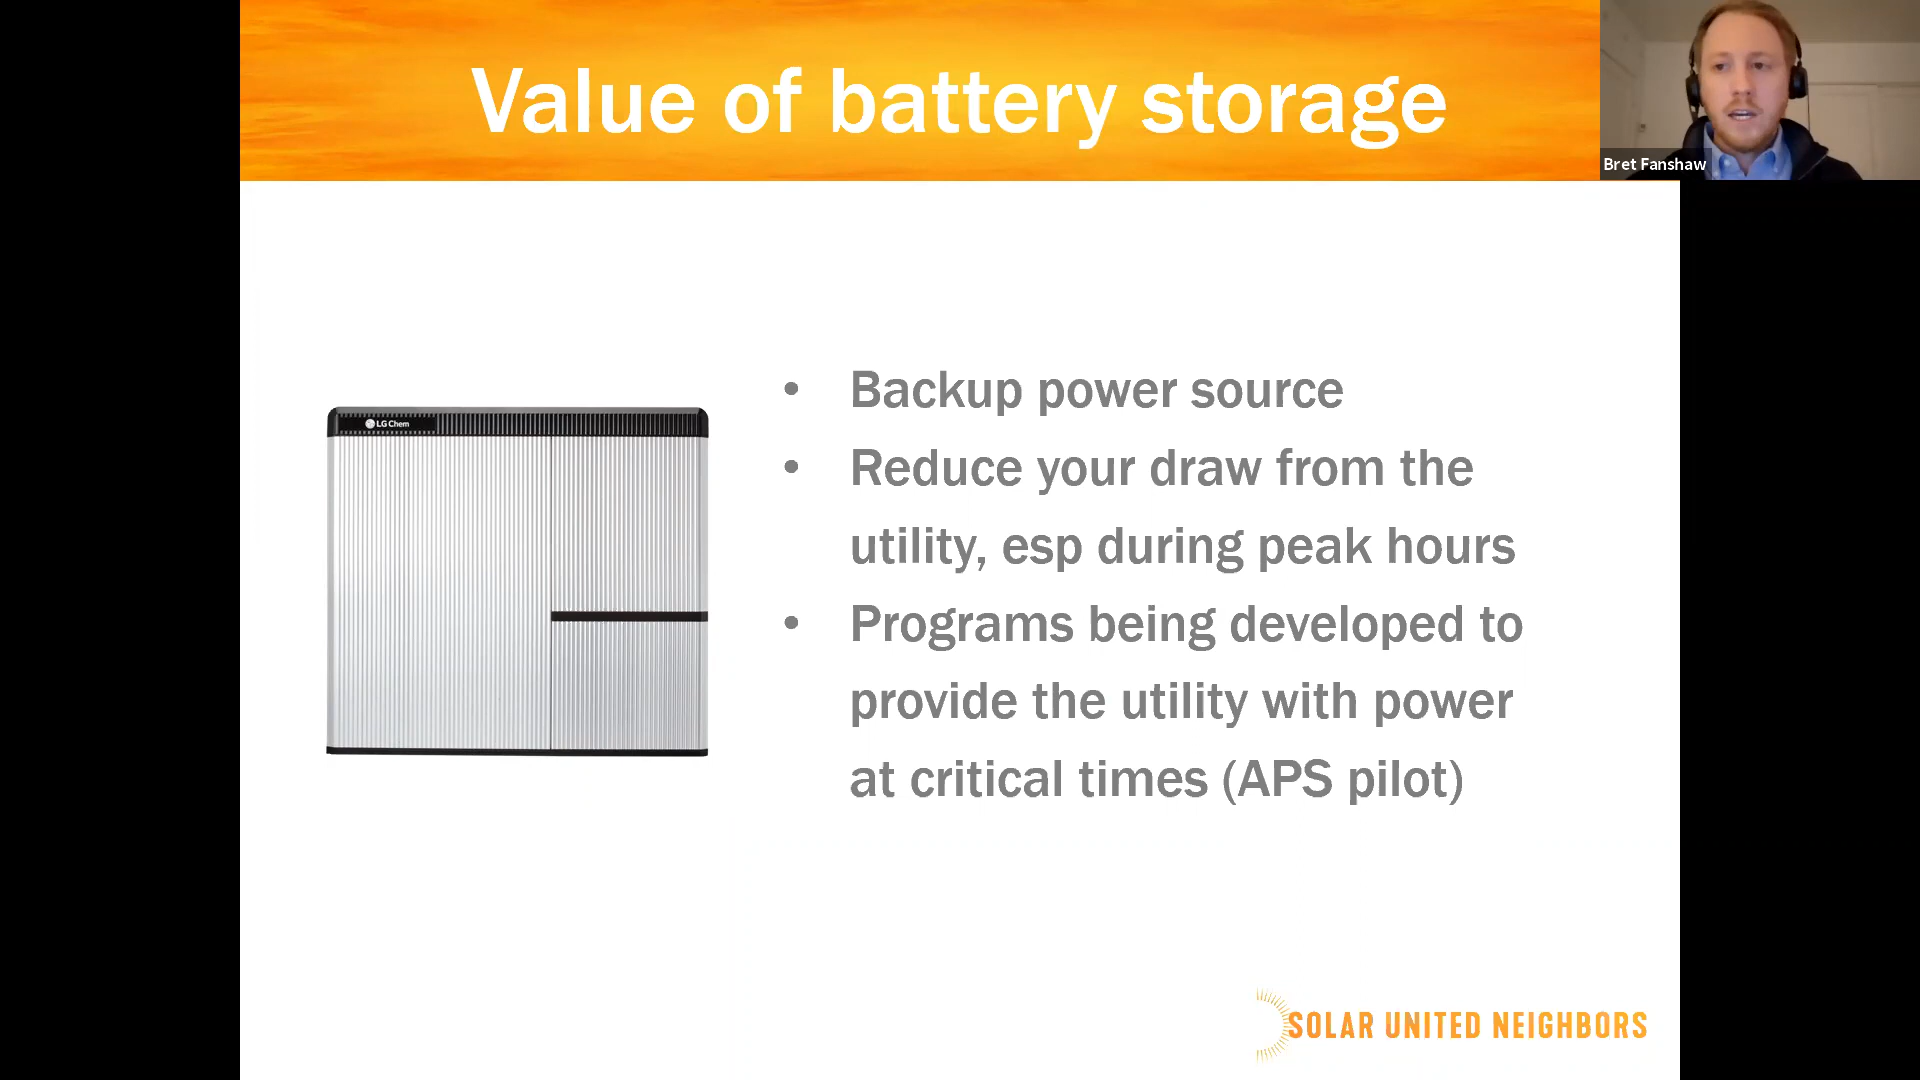 Value of battery storage
Bret Fanshaw
LG Chem
• Backup power source
• Reduce your draw from the
utility, esp during peak hours
• Programs being developed to
provide the utility with power
at critical times (APS pilot)
SOLAR UNITED NEIGHBORS